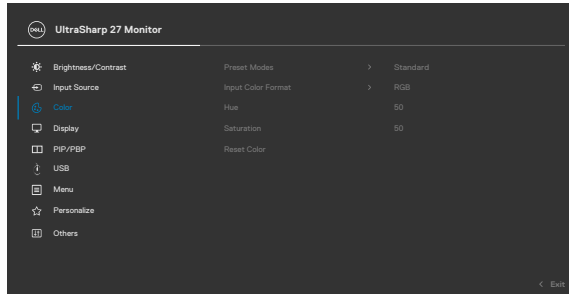 DELL UltraSharp 27 Monitor
Brightness/Contrast Preset Modes > Standard
Input Source Input Color Format > RGB
Color Hue 50
Display Saturation 50
PIP/PBP Reset Color
USB
Menu
Personalize
Others
< Exit